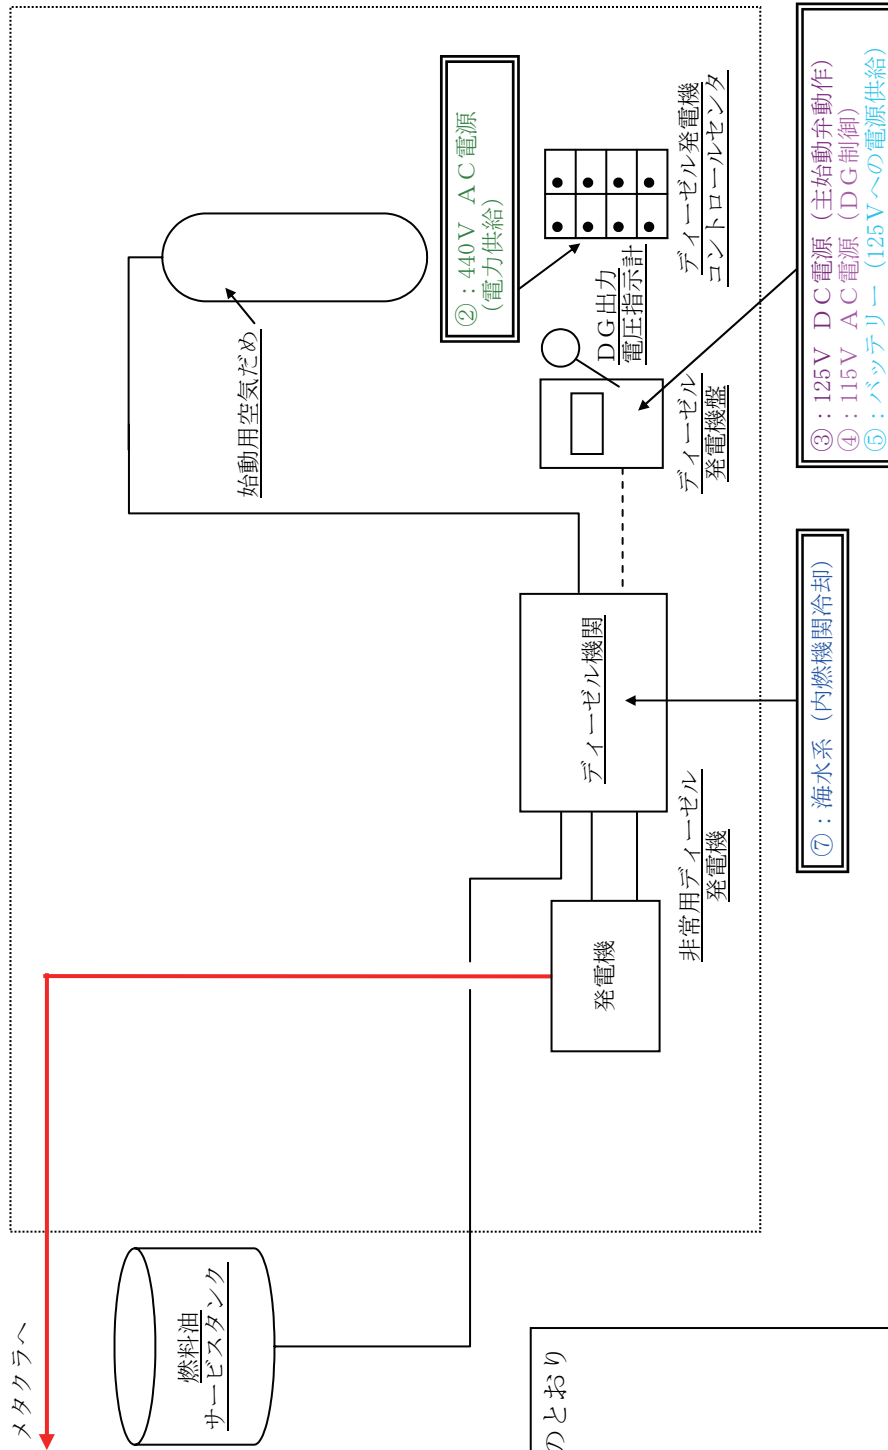 メタクラへ
燃料油
サービスタンク
始動用空気だめ
②：440V AC電源
(電力供給)
DG出力
電圧指示計
ディーゼル発電機
コントロールセンタ
ディーゼル
発電機盤
ディーゼル機関
発電機
非常用ディーゼル
発電機
③：125V DC電源（主始動弁動作）
④：115V AC電源（DG制御）
⑤：バッテリー（125Vへの電源供給）
⑦：海水系（内燃機関冷却）
のとおり